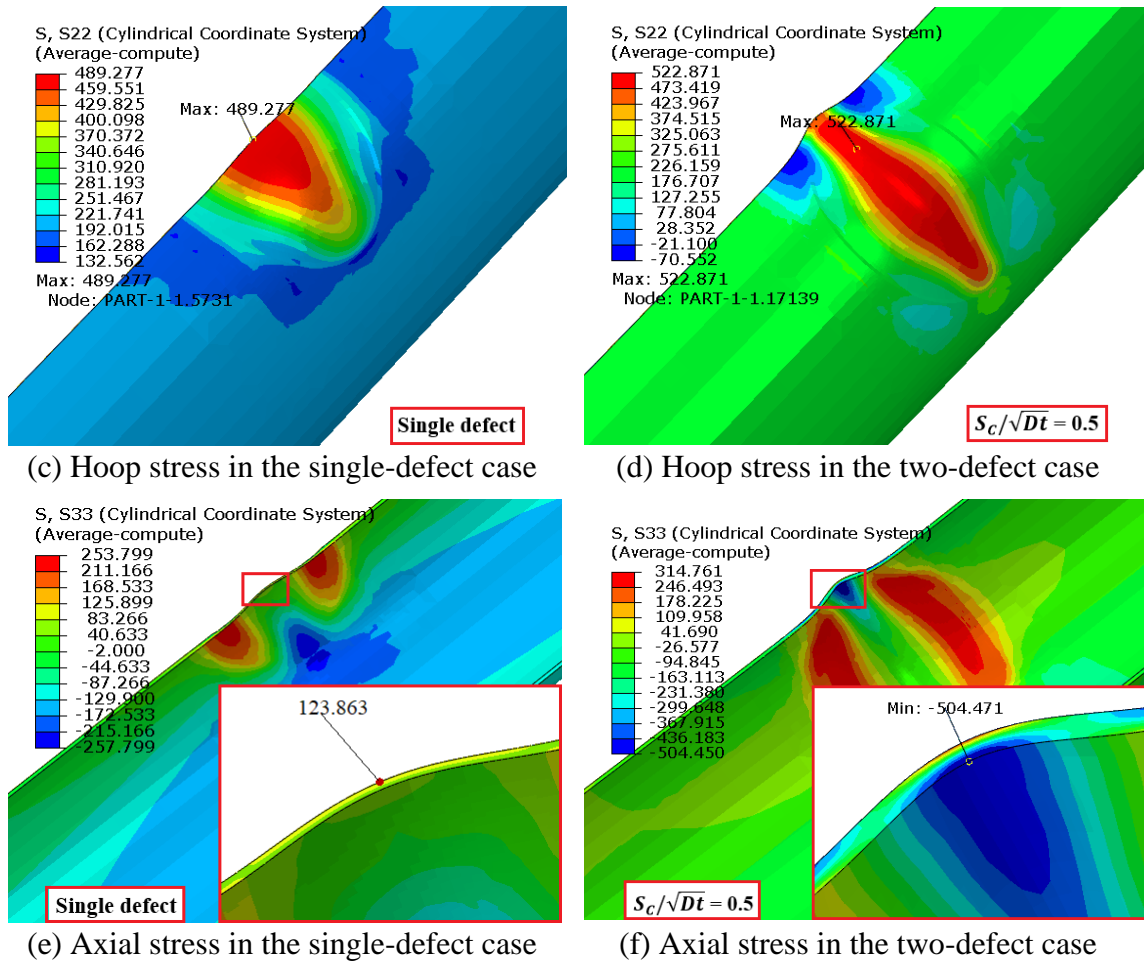 S, S22 (Cylindrical Coordinate System)
(Average-compute)
489.277
459.551
429.825
400.098
370.372
340.646
310.920
281.193
251.467
221.741
192.015
162.288
132.562
Max: 489.277
Node: PART-1-1.5731
Max: 489.277
Single defect
(c) Hoop stress in the single-defect case
S, S22 (Cylindrical Coordinate System)
(Average-compute)
522.871
473.419
423.967
374.515
325.063
275.611
226.159
176.707
127.255
77.804
28.352
-21.100
-70.552
Max: 522.871
Node: PART-1-1.17139
Max: 522.871
S_C/√Dt = 0.5
(d) Hoop stress in the two-defect case
S, S33 (Cylindrical Coordinate System)
(Average-compute)
253.799
211.166
168.533
125.899
83.266
40.633
-2.000
-44.633
-87.266
-129.900
-172.533
-215.166
-257.799
123.863
Single defect
(e) Axial stress in the single-defect case
S, S33 (Cylindrical Coordinate System)
(Average-compute)
314.761
246.493
178.225
109.958
41.690
-26.577
-94.845
-163.113
-231.380
-299.648
-367.915
-436.183
-504.450
Min: -504.471
S_C/√Dt = 0.5
(f) Axial stress in the two-defect case